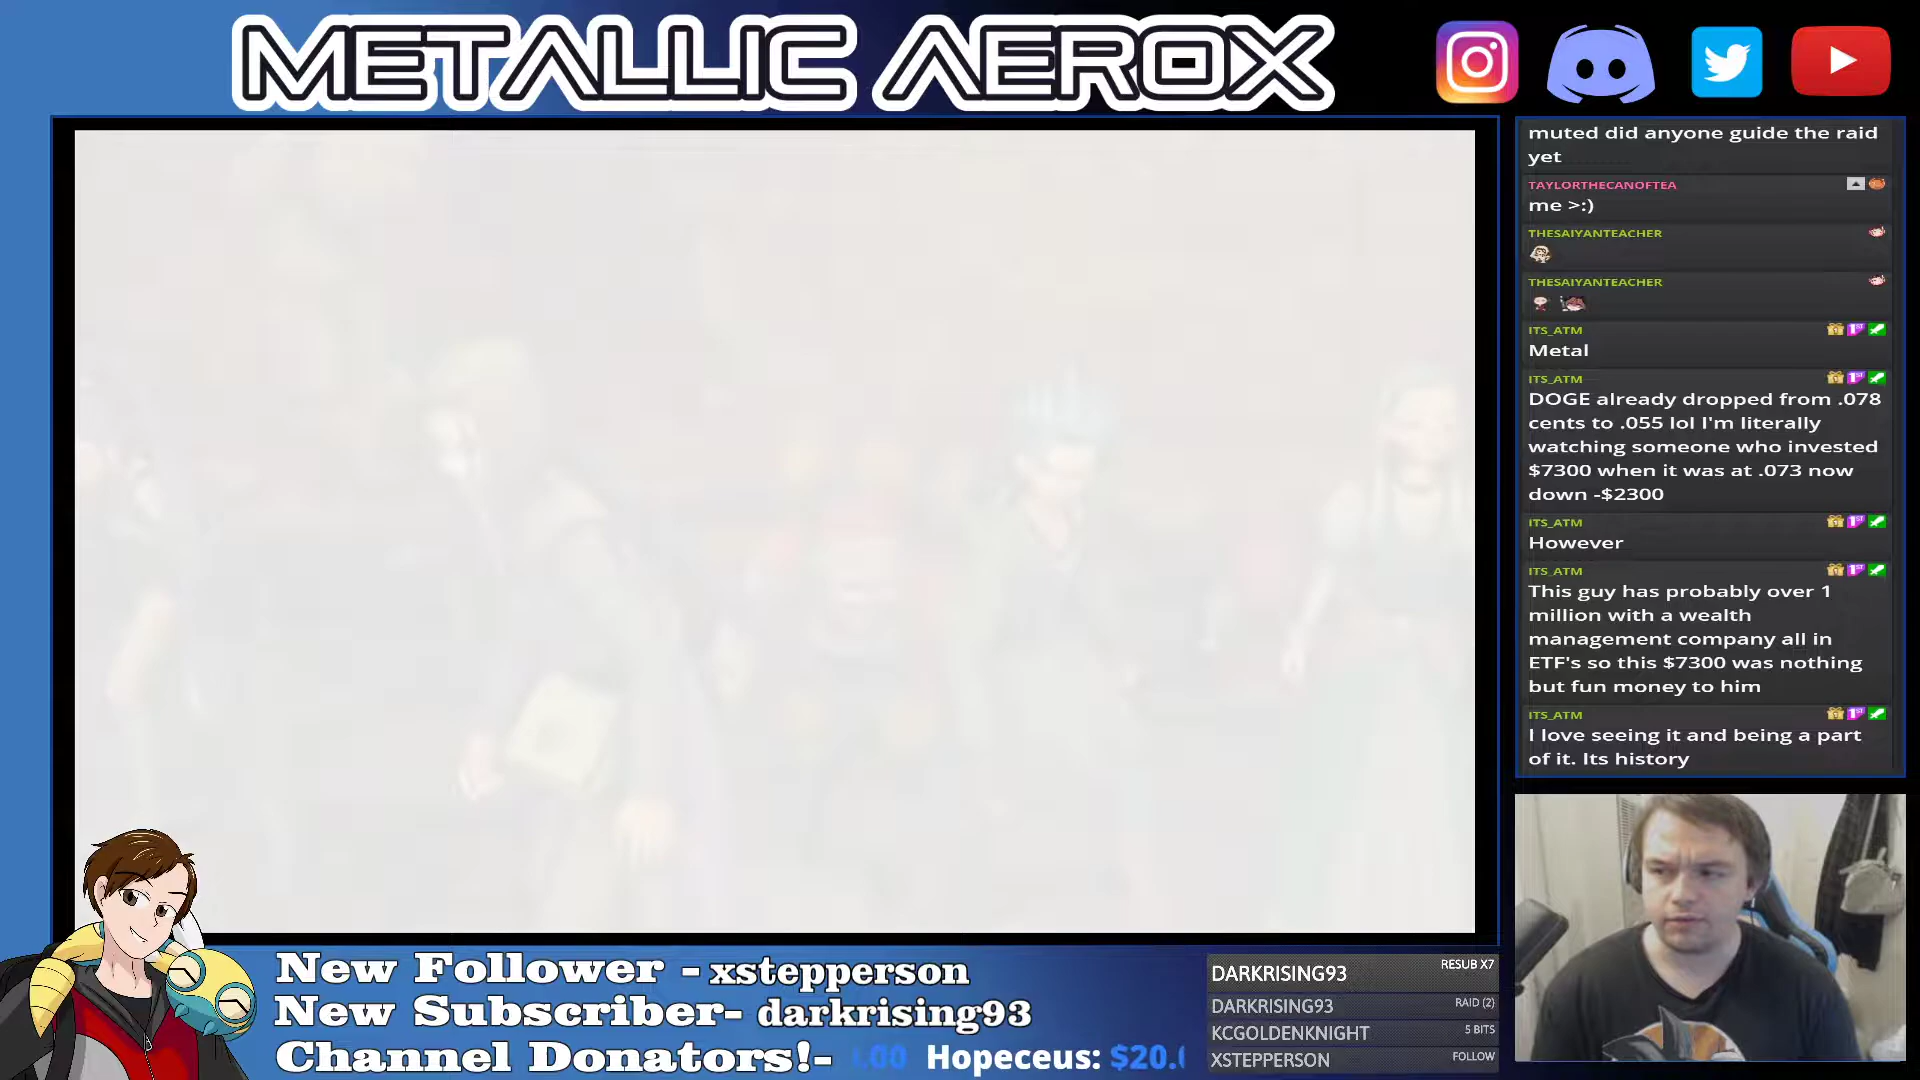 METALLIC AEROX
muted did anyone guide the raid
yet
TAYLORTHECANOFTEA
me >:)
THESAIYANTEACHER
THESAIYANTEACHER
ITS_ATM
Metal
ITS_ATM
DOGE already dropped from .078
cents to .055 lol I'm literally
watching someone who invested
$7300 when it was at .073 now
down -$2300
ITS_ATM
However
ITS_ATM
This guy has probably over 1
million with a wealth
management company all in
ETF's so this $7300 was nothing
but fun money to him
ITS_ATM
I love seeing it and being a part
of it. Its history
New Follower - xstepperson
New Subscriber- darkrising93
Channel Donators!- .00 Hopeceus: $20.
DARKRISING93 RESUB X7
DARKRISING93 RAID (2)
KCGOLDENKNIGHT 5 BITS
XSTEPPERSON FOLLOW